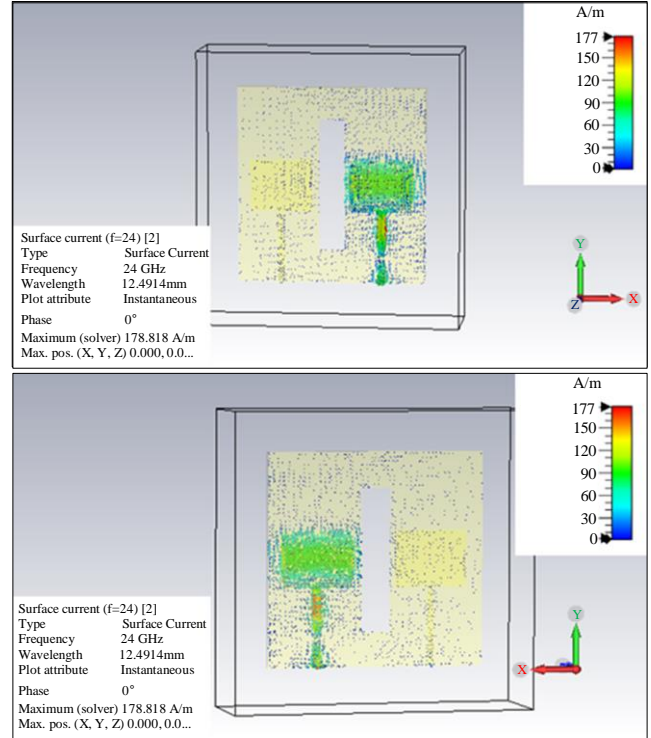 A/m
177
150
120
90
60
30
0
Surface current (f=24) [2]
Type Surface Current
Frequency 24 GHz
Wavelength 12.4914mm
Plot attribute Instantaneous
Phase 0°
Maximum (solver) 178.818 A/m
Max. pos. (X, Y, Z) 0.000, 0.0...
Y
Z
X
A/m
177
150
120
90
60
30
0
Surface current (f=24) [2]
Type Surface Current
Frequency 24 GHz
Wavelength 12.4914mm
Plot attribute Instantaneous
Phase 0°
Maximum (solver) 178.818 A/m
Max. pos. (X, Y, Z) 0.000, 0.0...
Y
X